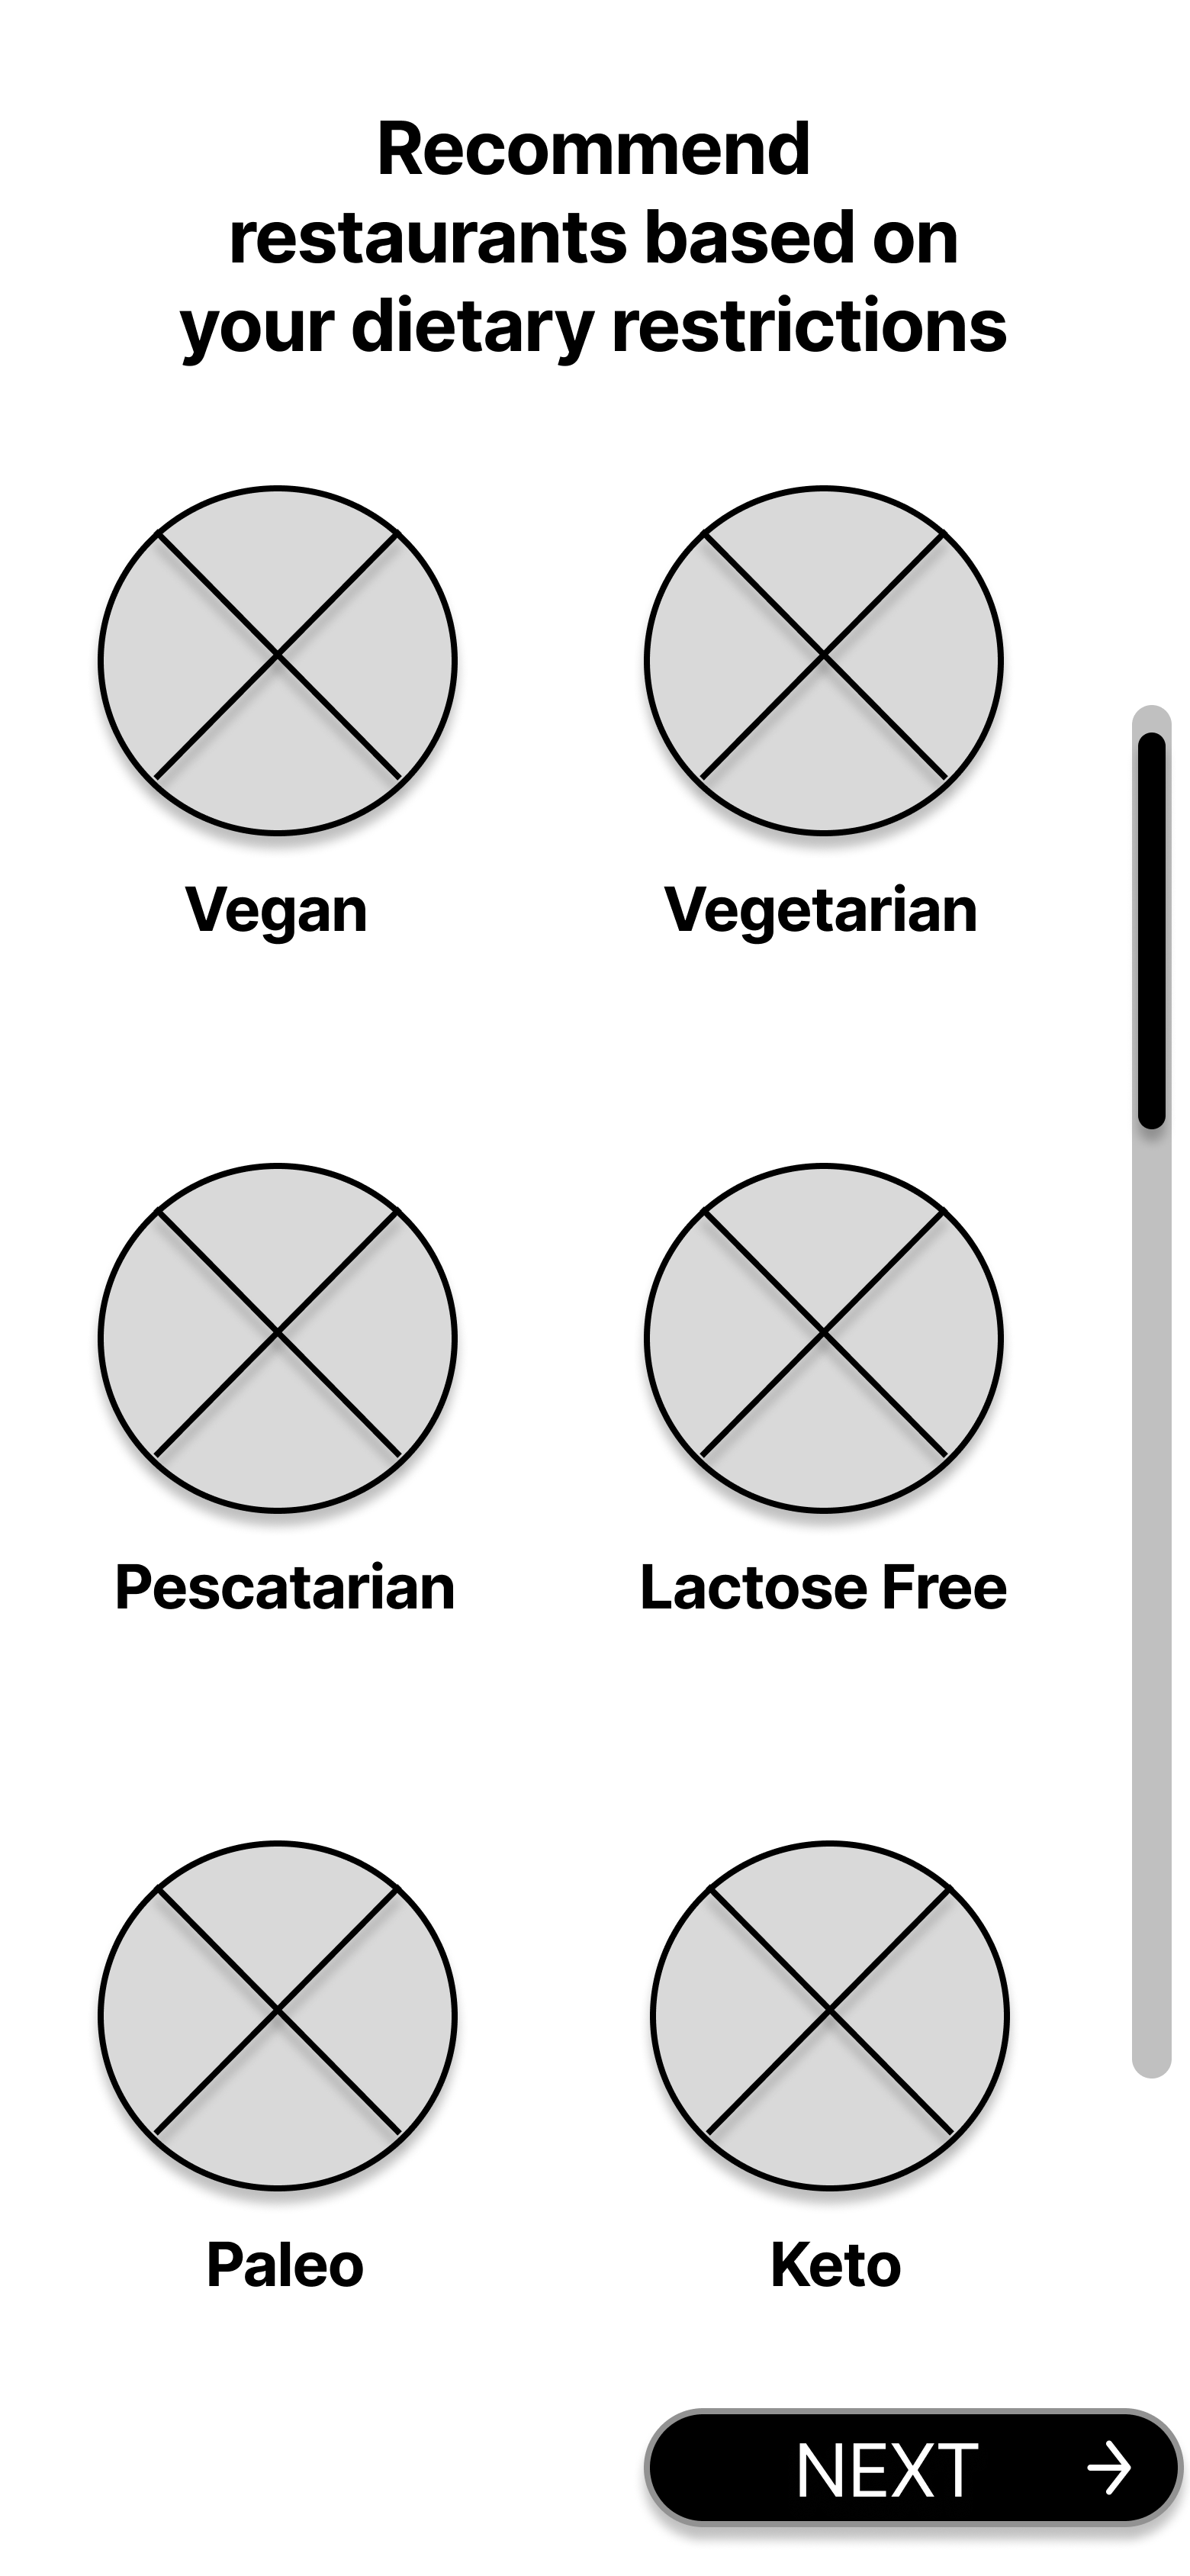 Recommend
restaurants based on
your dietary restrictions
Vegan
Vegetarian
Pescatarian
Lactose Free
Paleo
Keto
NEXT